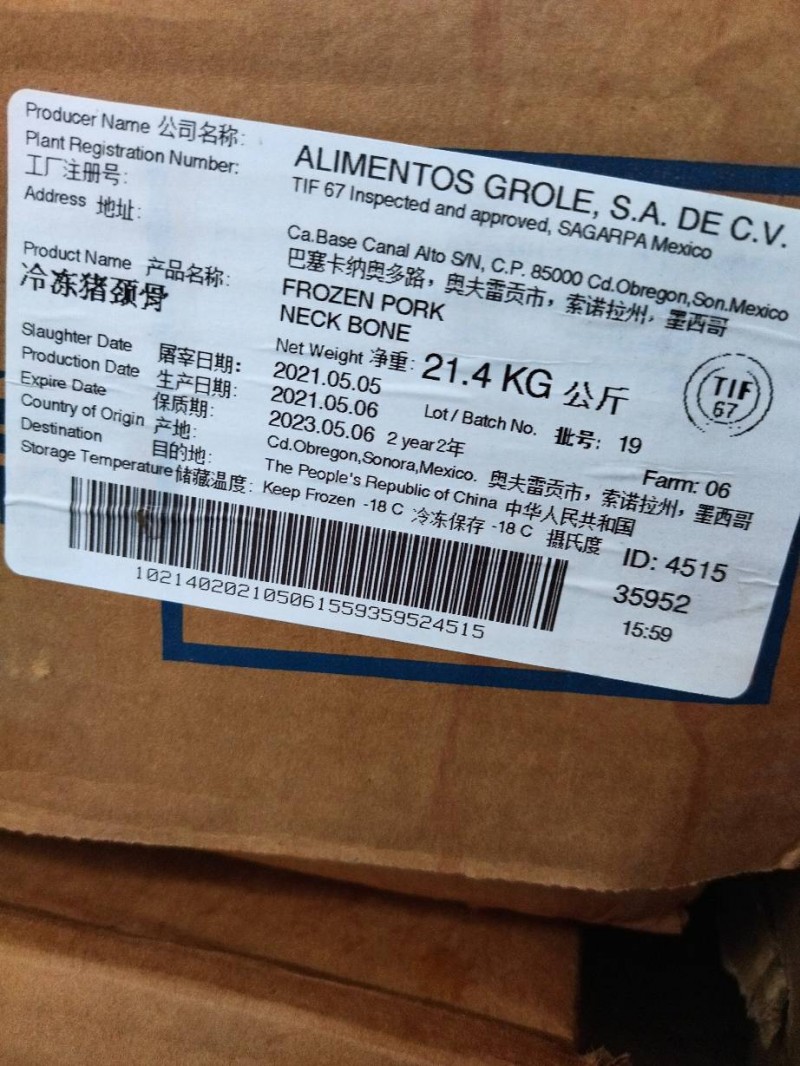 Producer Name 公司名称: ALIMENTOS GROLE, S.A. DE C.V.
Plant Registration Number: TIF 67 Inspected and approved, SAGARPA Mexico
工厂注册号:
Address 地址: Ca.Base Canal Alto S/N, C.P. 85000 Cd.Obregon,Son.Mexico
巴塞卡纳奥多路，奥夫雷贡市，索诺拉州，墨西哥
Product Name 产品名称: FROZEN PORK
冷冻猪颈骨 NECK BONE
Net Weight 净重: 21.4 KG 公斤
TIF
67
Slaughter Date 屠宰日期: 2021.05.05
Production Date 生产日期: 2021.05.06 Lot / Batch No. 批号: 19
Expire Date 保质期: 2023.05.06 2 year2年 Farm: 06
Country of Origin 产地: Cd.Obregon,Sonora,Mexico. 奥夫雷贡市，索诺拉州，墨西哥
Destination 目的地: The People's Republic of China 中华人民共和国
Storage Temperature 储藏温度: Keep Frozen -18 C 冷冻保存 -18 C 摄氏度
ID: 4515
35952
15:59
1021402021050615593595​24515